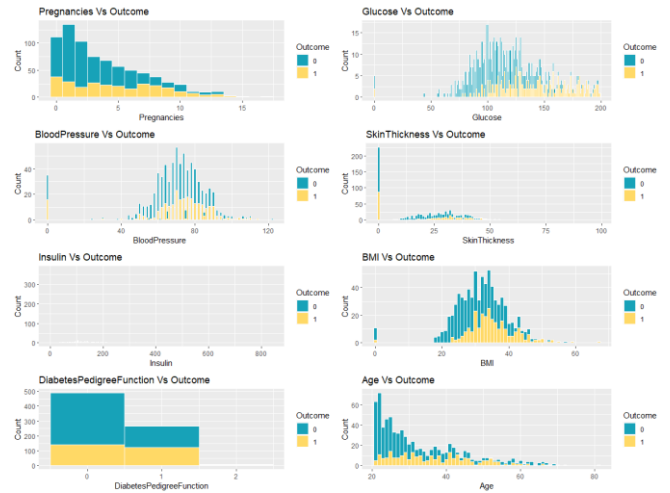 Pregnancies Vs Outcome
Count
100
50
0
0
5
10
15
Pregnancies
Outcome
0
1
Glucose Vs Outcome
Count
15
10
5
0
0
50
100
150
200
Glucose
Outcome
0
1
BloodPressure Vs Outcome
Count
40
20
0
0
40
80
120
BloodPressure
Outcome
0
1
SkinThickness Vs Outcome
Count
200
150
100
50
0
0
25
50
75
100
SkinThickness
Outcome
0
1
Insulin Vs Outcome
Count
300
200
100
0
0
200
400
600
800
Insulin
Outcome
0
1
BMI Vs Outcome
Count
40
20
0
0
20
40
60
BMI
Outcome
0
1
DiabetesPedigreeFunction Vs Outcome
Count
500
400
300
200
100
0
0
1
2
DiabetesPedigreeFunction
Outcome
0
1
Age Vs Outcome
Count
60
40
20
0
20
40
60
80
Age
Outcome
0
1